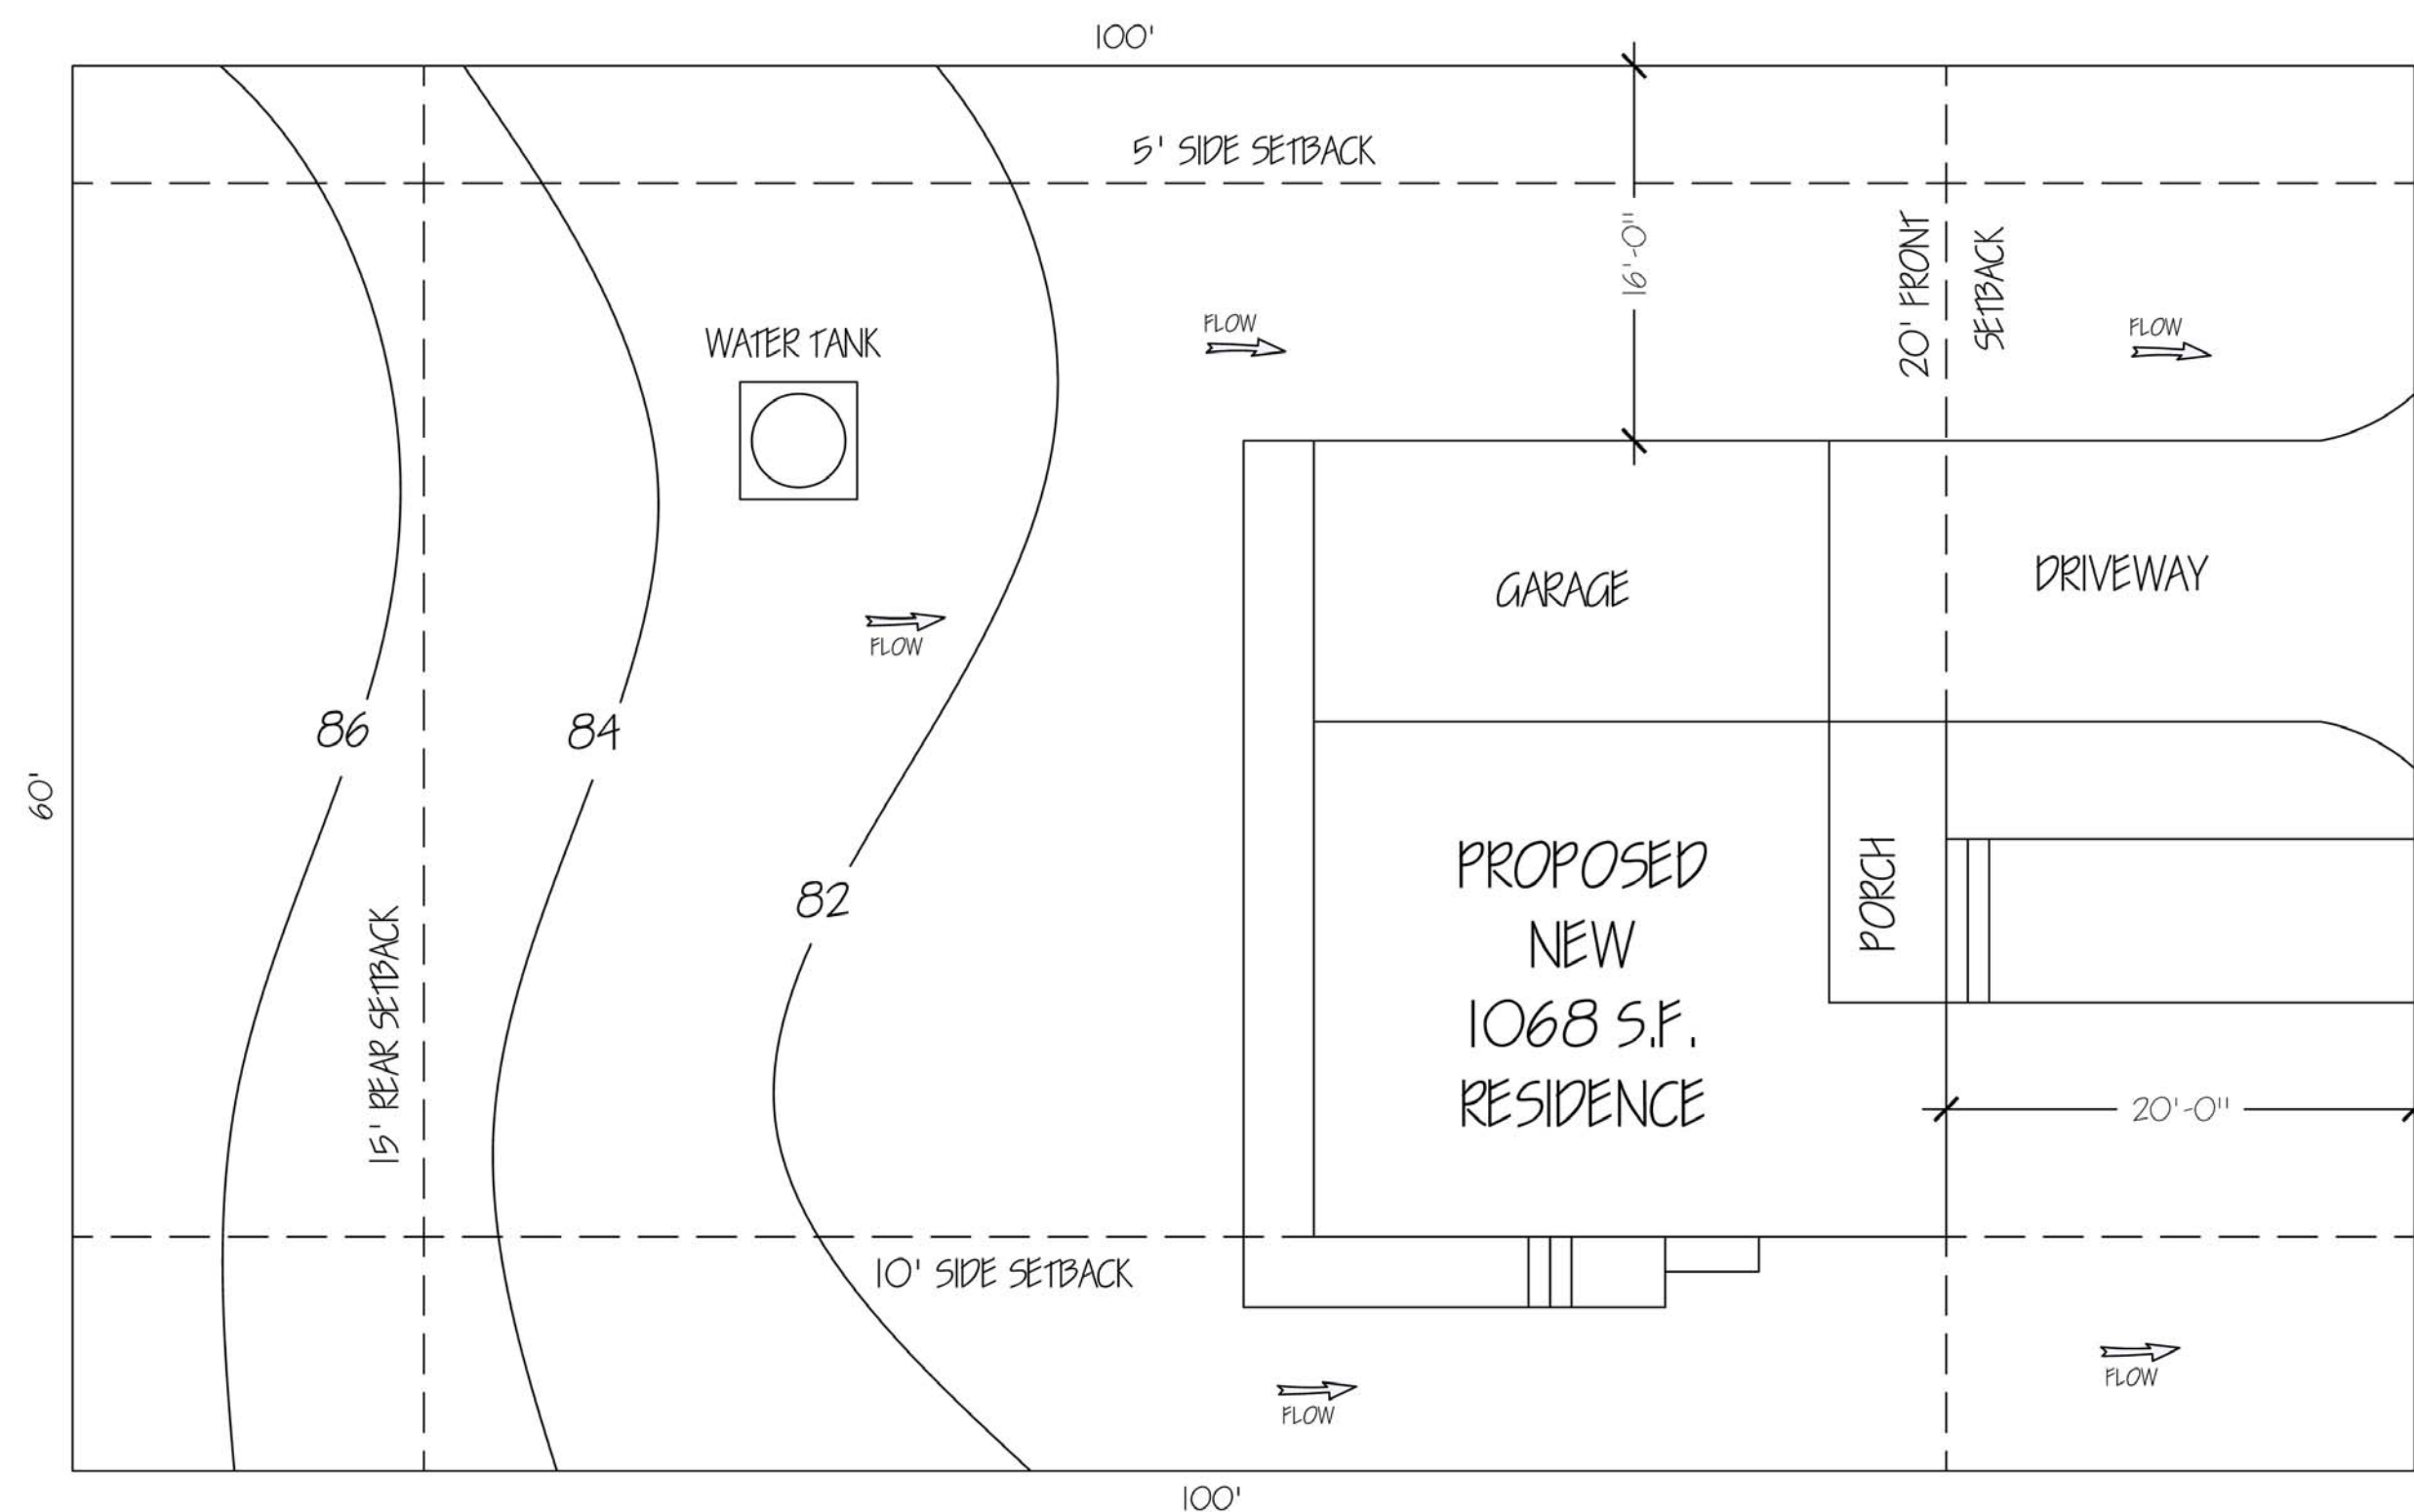 100'
5' SIDE SETBACK
16'-0"
20' FRONT
SETBACK
FLOW
FLOW
WATER TANK
GARAGE
DRIVEWAY
FLOW
86
84
82
60'
15' REAR SETBACK
PROPOSED
NEW
1068 S.F.
RESIDENCE
PORCH
20'-0"
10' SIDE SETBACK
FLOW
FLOW
100'